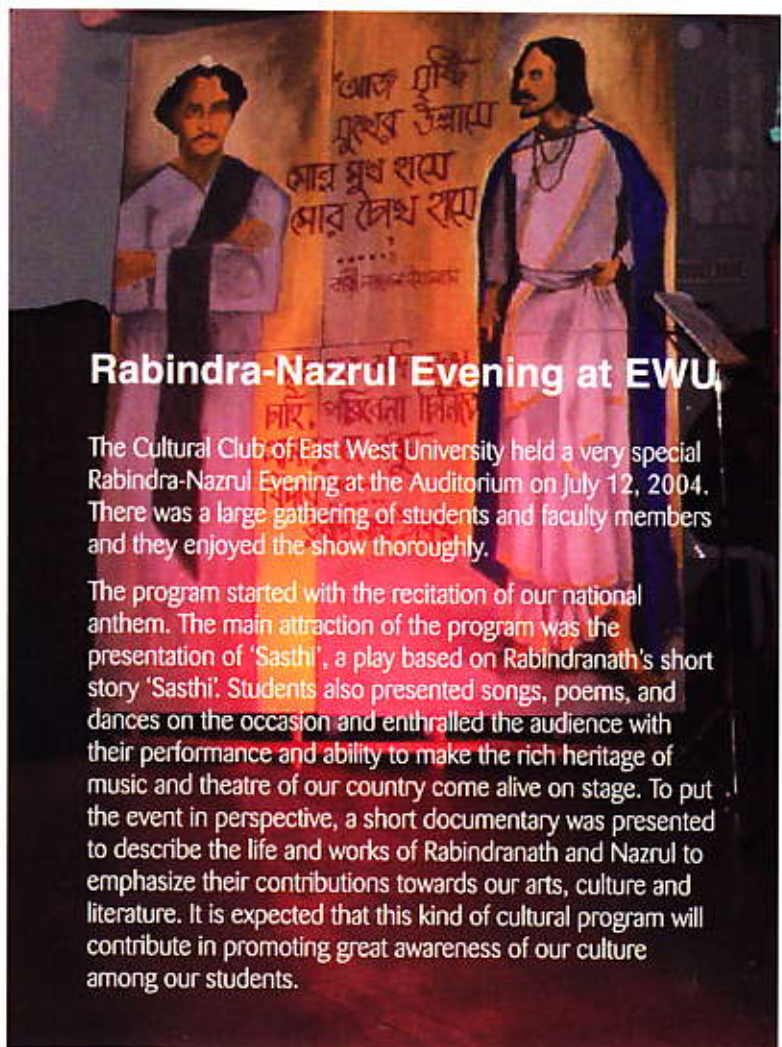 আজ সৃষ্টি
সুখের উল্লাসে
মোর মুখ হাসে
মোর চোখ হাসে
......
Rabindra-Nazrul Evening at EWU
চাই,
The Cultural Club of East West University held a very special
Rabindra-Nazrul Evening at the Auditorium on July 12, 2004.
There was a large gathering of students and faculty members
and they enjoyed the show thoroughly.
The program started with the recitation of our national
anthem. The main attraction of the program was the
presentation of ‘Sasthi’, a play based on Rabindranath's short
story ‘Sasthi’. Students also presented songs, poems, and
dances on the occasion and enthralled the audience with
their performance and ability to make the rich heritage of
music and theatre of our country come alive on stage. To put
the event in perspective, a short documentary was presented
to describe the life and works of Rabindranath and Nazrul to
emphasize their contributions towards our arts, culture and
literature. It is expected that this kind of cultural program will
contribute in promoting great awareness of our culture
among our students.